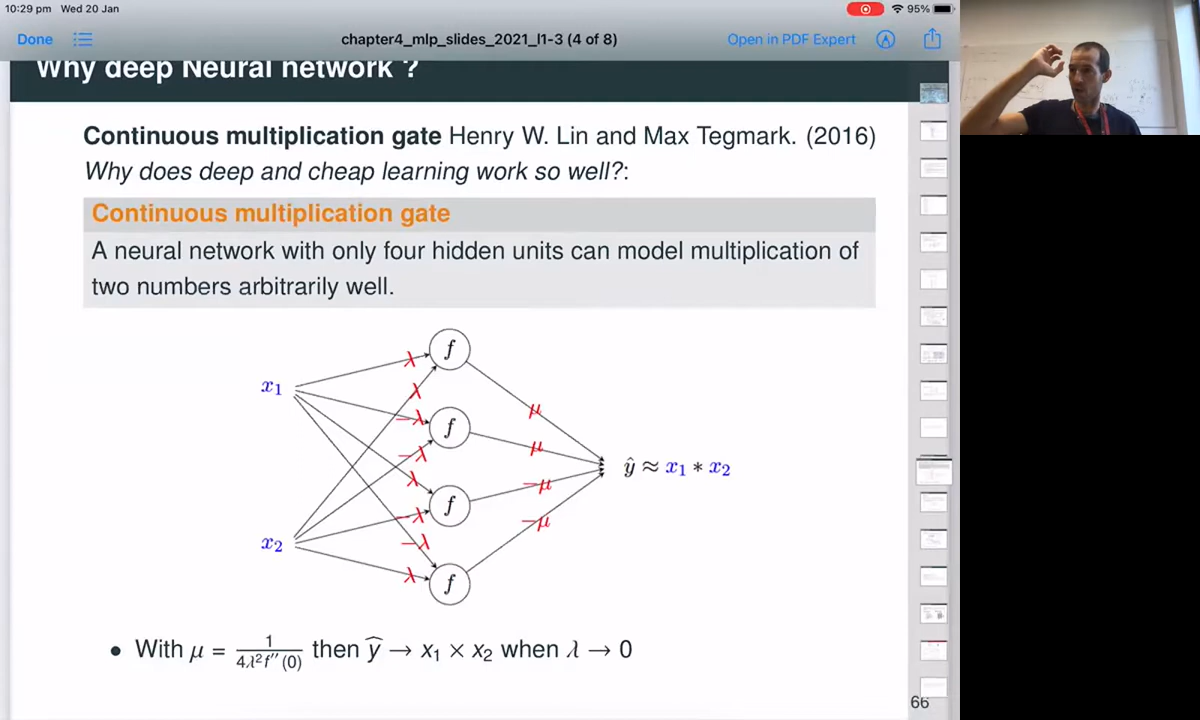 10:29 pm Wed 20 Jan
95%
Done
chapter4_mlp_slides_2021_l1-3 (4 of 8)
Open in PDF Expert
Why deep Neural network ?
Continuous multiplication gate Henry W. Lin and Max Tegmark. (2016)
Why does deep and cheap learning work so well?:
Continuous multiplication gate
A neural network with only four hidden units can model multiplication of
two numbers arbitrarily well.
x₁
x₂
λ
λ
−λ
−λ
λ
−λ
−λ
λ
f
f
f
f
μ
μ
−μ
−μ
ŷ ≈ x₁ ∗ x₂
• With μ = 1/(4λ²f″(0)) then ŷ → x₁ × x₂ when λ → 0
66